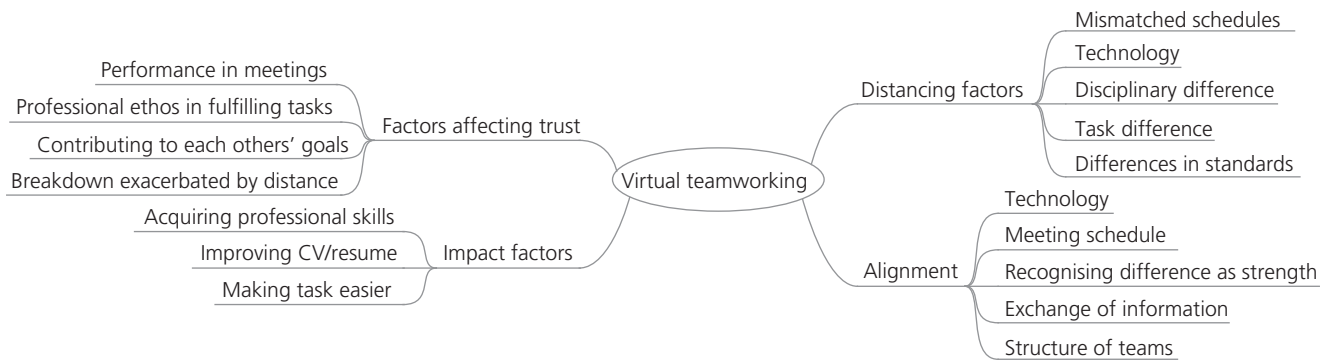 Virtual teamworking
Factors affecting trust
Performance in meetings
Professional ethos in fulfilling tasks
Contributing to each others’ goals
Breakdown exacerbated by distance
Impact factors
Acquiring professional skills
Improving CV/resume
Making task easier
Distancing factors
Mismatched schedules
Technology
Disciplinary difference
Task difference
Differences in standards
Alignment
Technology
Meeting schedule
Recognising difference as strength
Exchange of information
Structure of teams